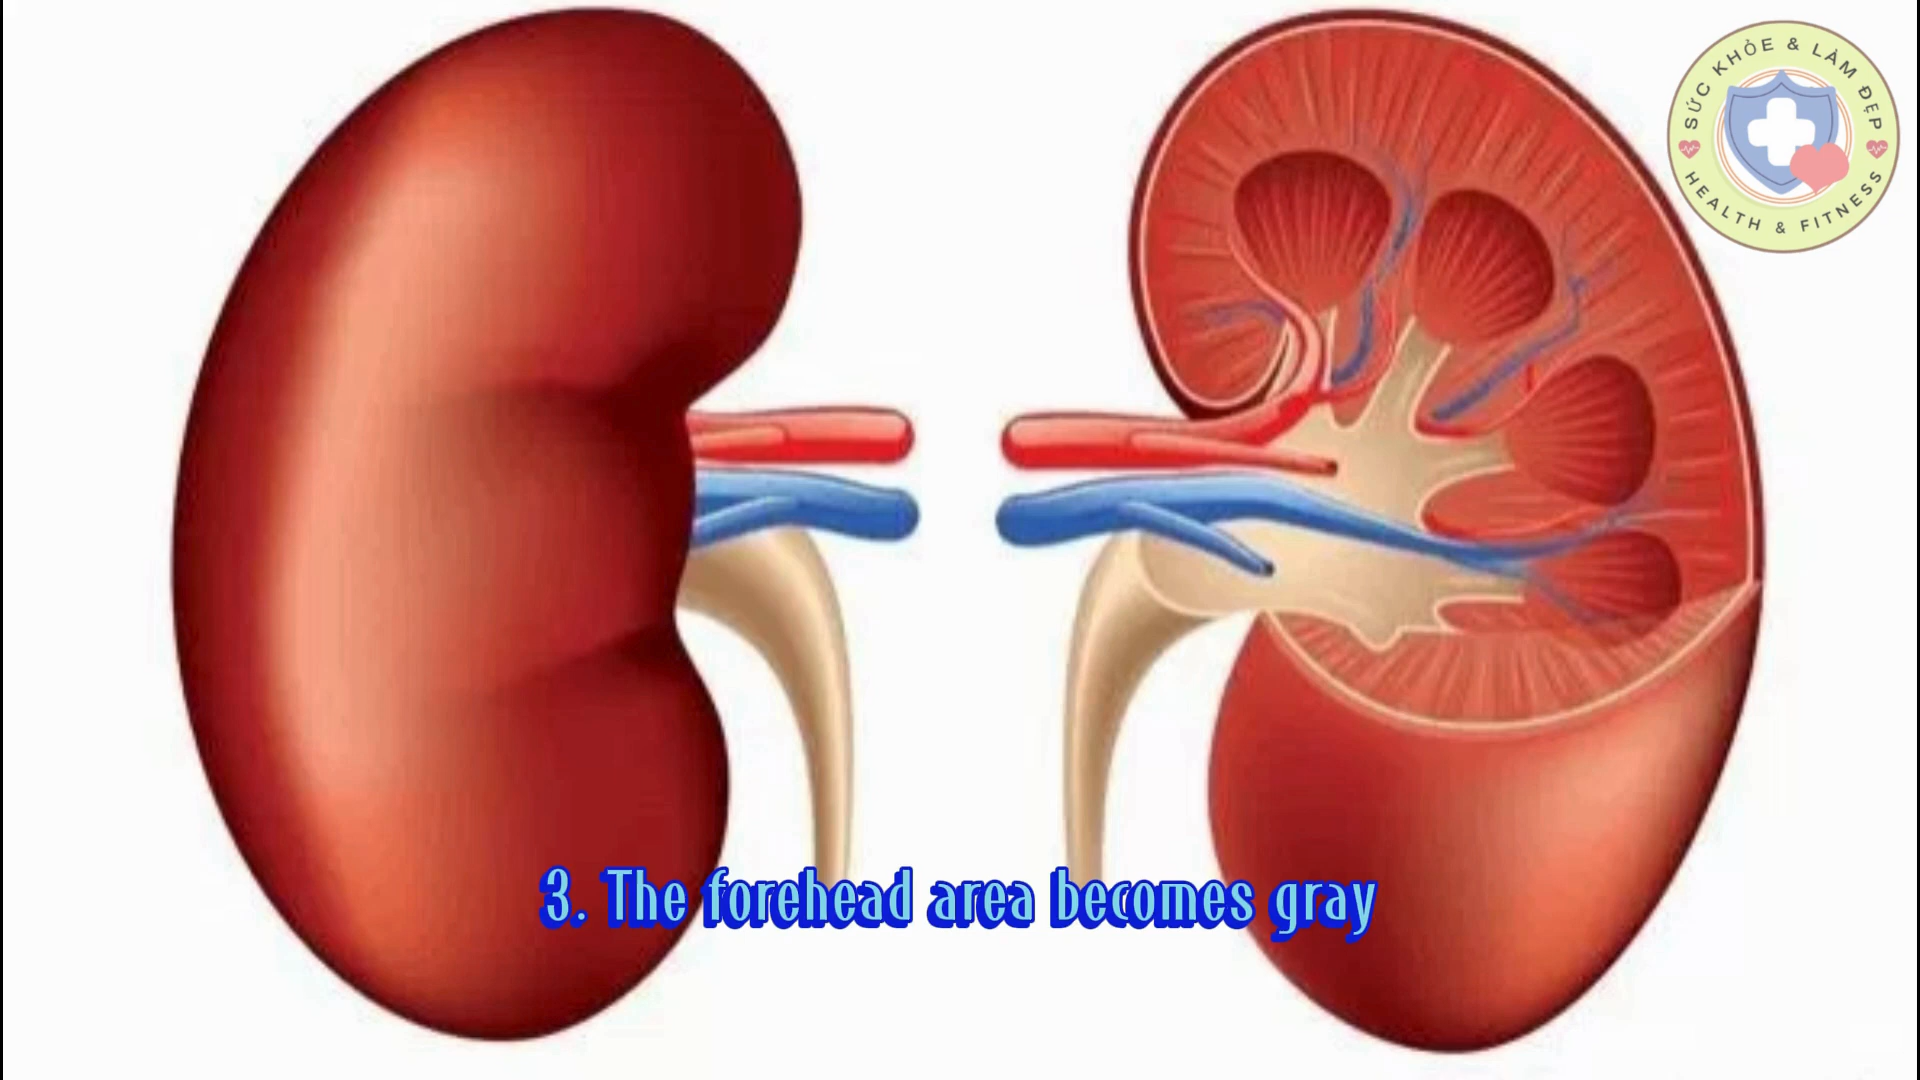 SỨC KHỎE & LÀM ĐẸP
HEALTH & FITNESS
3. The forehead area becomes gray